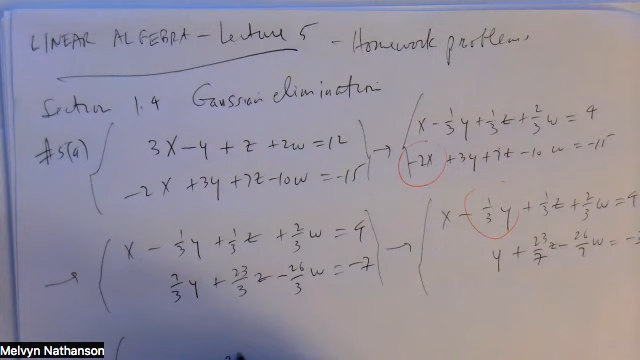 LINEAR ALGEBRA - Lecture 5 - Homework problems
Section 1.4 Gaussian elimination
#5(a) { 3x - y + z + 2w = 12 } → { x - 1/3 y + 1/3 z + 2/3 w = 4
-2x + 3y + 7z - 10w = -15 -2x + 3y + 7z - 10w = -15
→ { x - 1/3 y + 1/3 z + 2/3 w = 4 } → { x - 1/3 y + 1/3 z + 2/3 w = 4
7/3 y + 23/3 z - 26/3 w = -7 y + 23/7 z - 26/7 w = -3
Melvyn Nathanson